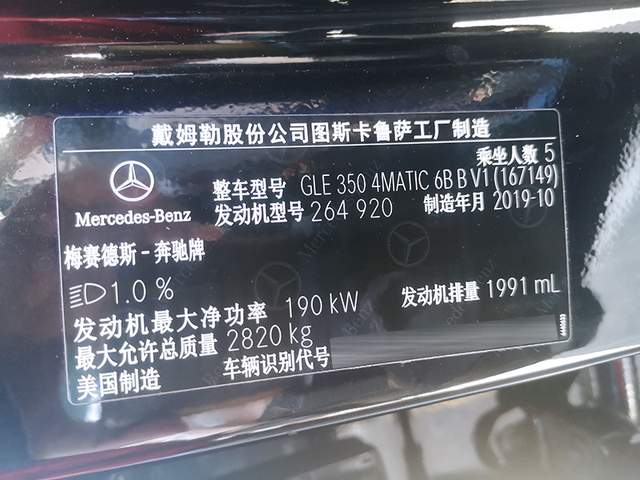 戴姆勒股份公司图斯卡鲁萨工厂制造
乘坐人数 5
整车型号 GLE 350 4MATIC 6B B V1 (167149)
Mercedes-Benz 发动机型号 264 920 制造年月 2019-10
梅赛德斯-奔驰牌
1.0 %
发动机最大净功率 190 kW 发动机排量 1991 mL
最大允许总质量 2820 kg
美国制造 车辆识别代号